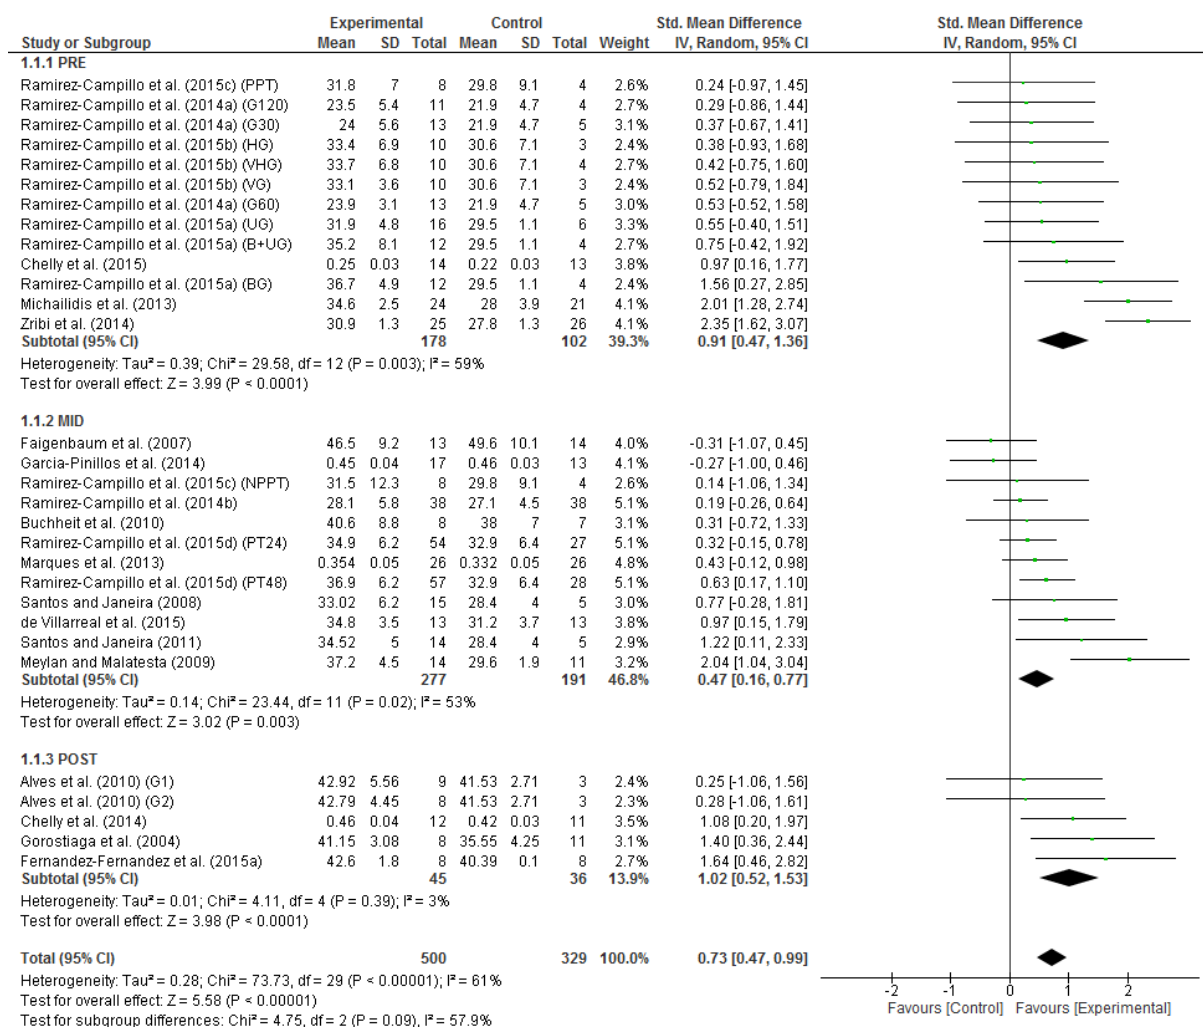 Experimental Control Std. Mean Difference Std. Mean Difference
Study or Subgroup Mean SD Total Mean SD Total Weight IV, Random, 95% CI IV, Random, 95% CI
1.1.1 PRE
Ramirez-Campillo et al. (2015c) (PPT) 31.8 7 8 29.8 9.1 4 2.6% 0.24 [-0.97, 1.45]
Ramirez-Campillo et al. (2014a) (G120) 23.5 5.4 11 21.9 4.7 4 2.7% 0.29 [-0.86, 1.44]
Ramirez-Campillo et al. (2014a) (G30) 24 5.6 13 21.9 4.7 5 3.1% 0.37 [-0.67, 1.41]
Ramirez-Campillo et al. (2015b) (HG) 33.4 6.9 10 30.6 7.1 3 2.4% 0.38 [-0.93, 1.68]
Ramirez-Campillo et al. (2015b) (VHG) 33.7 6.8 10 30.6 7.1 4 2.7% 0.42 [-0.75, 1.60]
Ramirez-Campillo et al. (2015b) (VG) 33.1 3.6 10 30.6 7.1 3 2.4% 0.52 [-0.79, 1.84]
Ramirez-Campillo et al. (2014a) (G60) 23.9 3.1 13 21.9 4.7 5 3.0% 0.53 [-0.52, 1.58]
Ramirez-Campillo et al. (2015a) (UG) 31.9 4.8 16 29.5 1.1 6 3.3% 0.55 [-0.40, 1.51]
Ramirez-Campillo et al. (2015a) (B+UG) 35.2 8.1 12 29.5 1.1 4 2.7% 0.75 [-0.42, 1.92]
Chelly et al. (2015) 0.25 0.03 14 0.22 0.03 13 3.8% 0.97 [0.16, 1.77]
Ramirez-Campillo et al. (2015a) (BG) 36.7 4.9 12 29.5 1.1 4 2.4% 1.56 [0.27, 2.85]
Michailidis et al. (2013) 34.6 2.5 24 28 3.9 21 4.1% 2.01 [1.28, 2.74]
Zribi et al. (2014) 30.9 1.3 25 27.8 1.3 26 4.1% 2.35 [1.62, 3.07]
Subtotal (95% CI) 178 102 39.3% 0.91 [0.47, 1.36]
Heterogeneity: Tau² = 0.39; Chi² = 29.58, df = 12 (P = 0.003); I² = 59%
Test for overall effect: Z = 3.99 (P < 0.0001)
1.1.2 MID
Faigenbaum et al. (2007) 46.5 9.2 13 49.6 10.1 14 4.0% -0.31 [-1.07, 0.45]
Garcia-Pinillos et al. (2014) 0.45 0.04 17 0.46 0.03 13 4.1% -0.27 [-1.00, 0.46]
Ramirez-Campillo et al. (2015c) (NPPT) 31.5 12.3 8 29.8 9.1 4 2.6% 0.14 [-1.06, 1.34]
Ramirez-Campillo et al. (2014b) 28.1 5.8 38 27.1 4.5 38 5.1% 0.19 [-0.26, 0.64]
Buchheit et al. (2010) 40.6 8.8 8 38 7 7 3.1% 0.31 [-0.72, 1.33]
Ramirez-Campillo et al. (2015d) (PT24) 34.9 6.2 54 32.9 6.4 27 5.1% 0.32 [-0.15, 0.78]
Marques et al. (2013) 0.354 0.05 26 0.332 0.05 26 4.8% 0.43 [-0.12, 0.98]
Ramirez-Campillo et al. (2015d) (PT48) 36.9 6.2 57 32.9 6.4 28 5.1% 0.63 [0.17, 1.10]
Santos and Janeira (2008) 33.02 6.2 15 28.4 4 5 3.0% 0.77 [-0.28, 1.81]
de Villarreal et al. (2015) 34.8 3.5 13 31.2 3.7 13 3.8% 0.97 [0.15, 1.79]
Santos and Janeira (2011) 34.52 5 14 28.4 4 5 2.9% 1.22 [0.11, 2.33]
Meylan and Malatesta (2009) 37.2 4.5 14 29.6 1.9 11 3.2% 2.04 [1.04, 3.04]
Subtotal (95% CI) 277 191 46.8% 0.47 [0.16, 0.77]
Heterogeneity: Tau² = 0.14; Chi² = 23.44, df = 11 (P = 0.02); I² = 53%
Test for overall effect: Z = 3.02 (P = 0.003)
1.1.3 POST
Alves et al. (2010) (G1) 42.92 5.56 9 41.53 2.71 3 2.4% 0.25 [-1.06, 1.56]
Alves et al. (2010) (G2) 42.79 4.45 8 41.53 2.71 3 2.3% 0.28 [-1.06, 1.61]
Chelly et al. (2014) 0.46 0.04 12 0.42 0.03 11 3.5% 1.08 [0.20, 1.97]
Gorostiaga et al. (2004) 41.15 3.08 8 35.55 4.25 11 3.1% 1.40 [0.36, 2.44]
Fernandez-Fernandez et al. (2015a) 42.6 1.8 8 40.39 0.1 8 2.7% 1.64 [0.46, 2.82]
Subtotal (95% CI) 45 36 13.9% 1.02 [0.52, 1.53]
Heterogeneity: Tau² = 0.01; Chi² = 4.11, df = 4 (P = 0.39); I² = 3%
Test for overall effect: Z = 3.98 (P < 0.0001)
Total (95% CI) 500 329 100.0% 0.73 [0.47, 0.99]
Heterogeneity: Tau² = 0.28; Chi² = 73.73, df = 29 (P < 0.00001); I² = 61%
Test for overall effect: Z = 5.58 (P < 0.00001)
Test for subgroup differences: Chi² = 4.75, df = 2 (P = 0.09), I² = 57.9%
-2 -1 0 1 2
Favours [Control] Favours [Experimental]